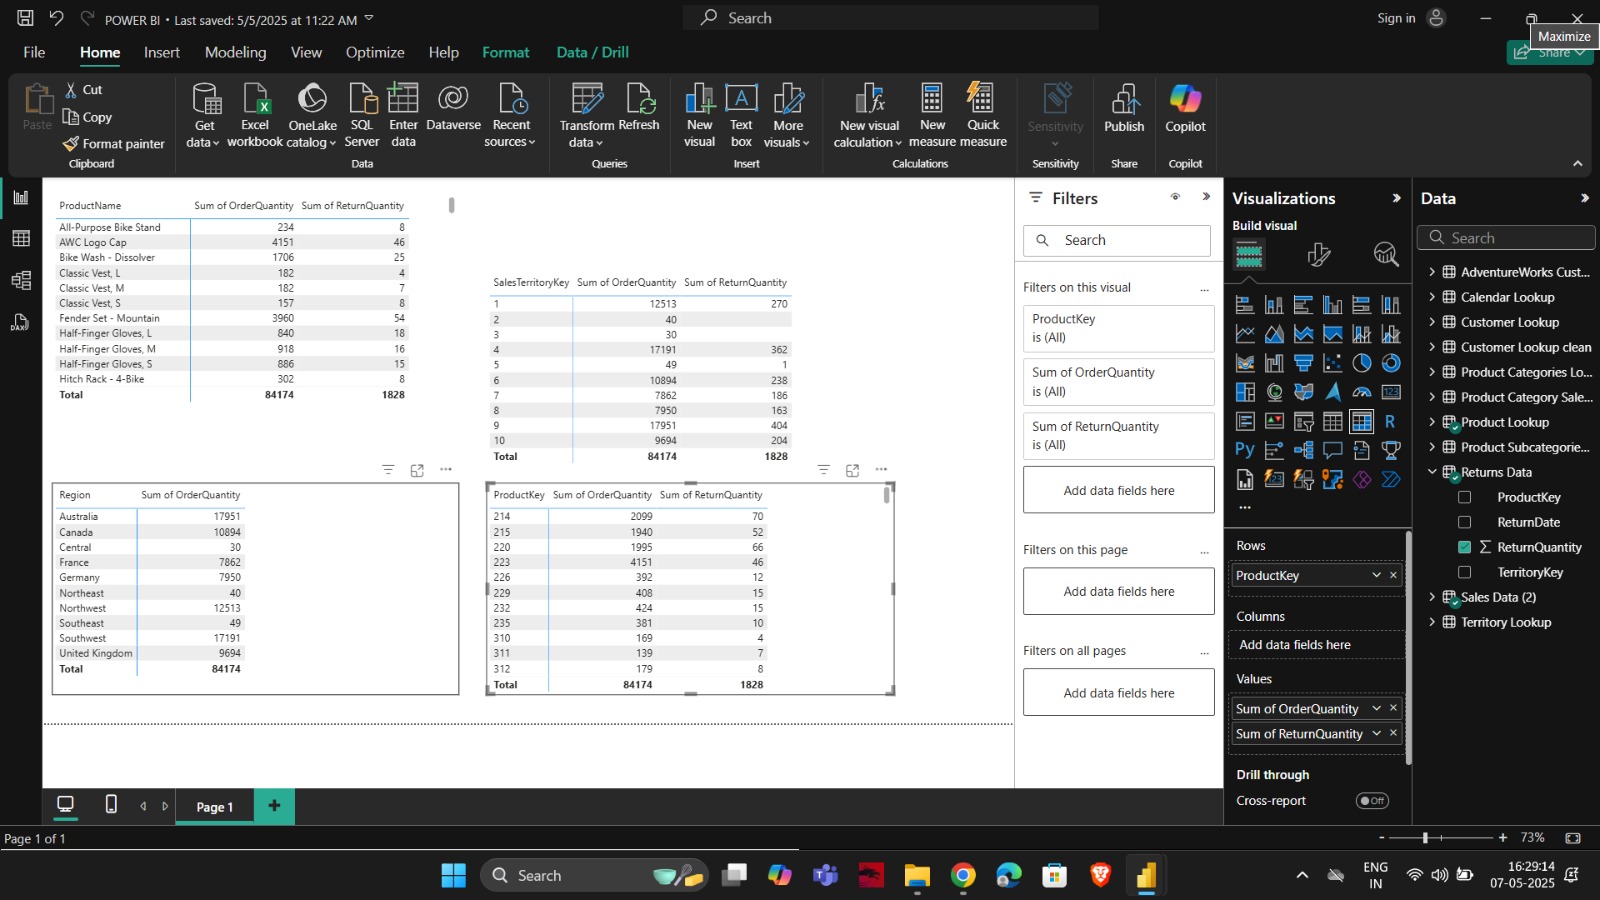 POWER BI • Last saved: 5/5/2025 at 11:22 AM
Search
Sign in
Maximize
File Home Insert Modeling View Optimize Help Format Data / Drill
Share
Paste
Cut
Copy
Format painter
Clipboard
Get data
Excel workbook
OneLake catalog
SQL Server
Enter data
Dataverse
Recent sources
Data
Transform data
Refresh
Queries
New visual
Text box
More visuals
Insert
New visual calculation
New measure
Quick measure
Calculations
Sensitivity
Sensitivity
Publish
Share
Copilot
Copilot
ProductName Sum of OrderQuantity Sum of ReturnQuantity
All-Purpose Bike Stand 234 8
AWC Logo Cap 4151 46
Bike Wash - Dissolver 1706 25
Classic Vest, L 182 4
Classic Vest, M 182 7
Classic Vest, S 157 8
Fender Set - Mountain 3960 54
Half-Finger Gloves, L 840 18
Half-Finger Gloves, M 918 16
Half-Finger Gloves, S 886 15
Hitch Rack - 4-Bike 302 8
Total 84174 1828
SalesTerritoryKey Sum of OrderQuantity Sum of ReturnQuantity
1 12513 270
2 40
3 30
4 17191 362
5 49 1
6 10894 238
7 7862 186
8 7950 163
9 17951 404
10 9694 204
Total 84174 1828
Region Sum of OrderQuantity
Australia 17951
Canada 10894
Central 30
France 7862
Germany 7950
Northeast 40
Northwest 12513
Southeast 49
Southwest 17191
United Kingdom 9694
Total 84174
ProductKey Sum of OrderQuantity Sum of ReturnQuantity
214 2099 70
215 1940 52
220 1995 66
223 4151 46
226 392 12
229 408 15
232 424 15
235 381 10
310 169 4
311 139 7
312 179 8
Total 84174 1828
Filters
Search
Filters on this visual ...
ProductKey
is (All)
Sum of OrderQuantity
is (All)
Sum of ReturnQuantity
is (All)
Add data fields here
Filters on this page ...
Add data fields here
Filters on all pages ...
Add data fields here
Visualizations
Build visual
123
R
Py
...
Rows
ProductKey
Columns
Add data fields here
Values
Sum of OrderQuantity
Sum of ReturnQuantity
Drill through
Cross-report Off
Data
Search
AdventureWorks Cust...
Calendar Lookup
Customer Lookup
Customer Lookup clean
Product Categories Lo...
Product Category Sale...
Product Lookup
Product Subcategorie...
Returns Data
ProductKey
ReturnDate
∑ ReturnQuantity
TerritoryKey
Sales Data (2)
Territory Lookup
Page 1
+
Page 1 of 1
- + 73%
Search
ENG
IN
16:29:14
07-05-2025